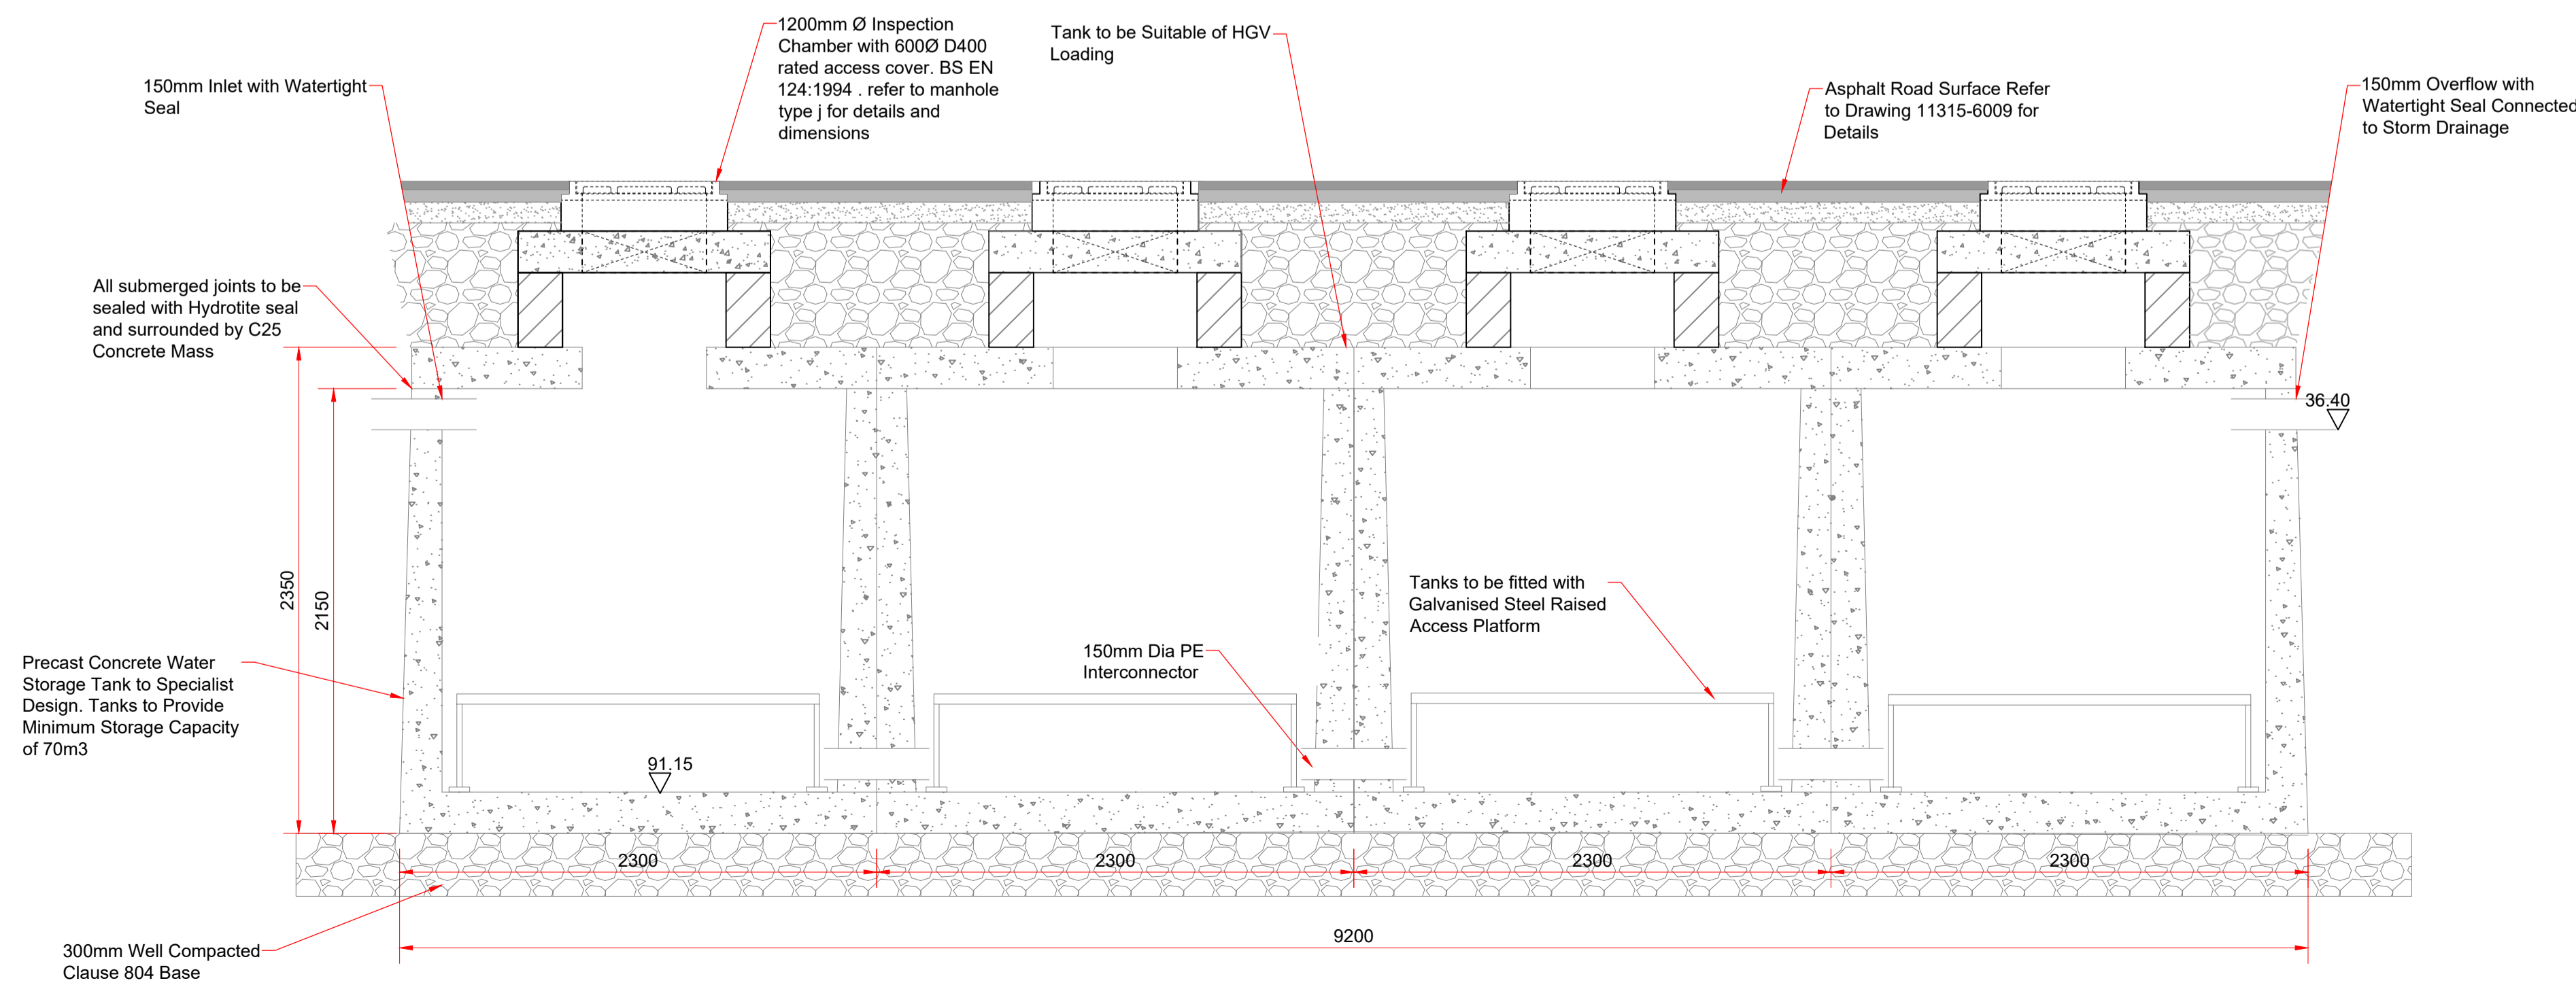 1200mm Ø Inspection
Chamber with 600Ø D400
rated access cover. BS EN
124:1994 . refer to manhole
type j for details and
dimensions
Tank to be Suitable of HGV
Loading
150mm Inlet with Watertight
Seal
Asphalt Road Surface Refer
to Drawing 11315-6009 for
Details
150mm Overflow with
Watertight Seal Connected
to Storm Drainage
All submerged joints to be
sealed with Hydrotite seal
and surrounded by C25
Concrete Mass
36.40
2350
2150
Tanks to be fitted with
Galvanised Steel Raised
Access Platform
150mm Dia PE
Interconnector
Precast Concrete Water
Storage Tank to Specialist
Design. Tanks to Provide
Minimum Storage Capacity
of 70m3
91.15
2300
2300
2300
2300
9200
300mm Well Compacted
Clause 804 Base